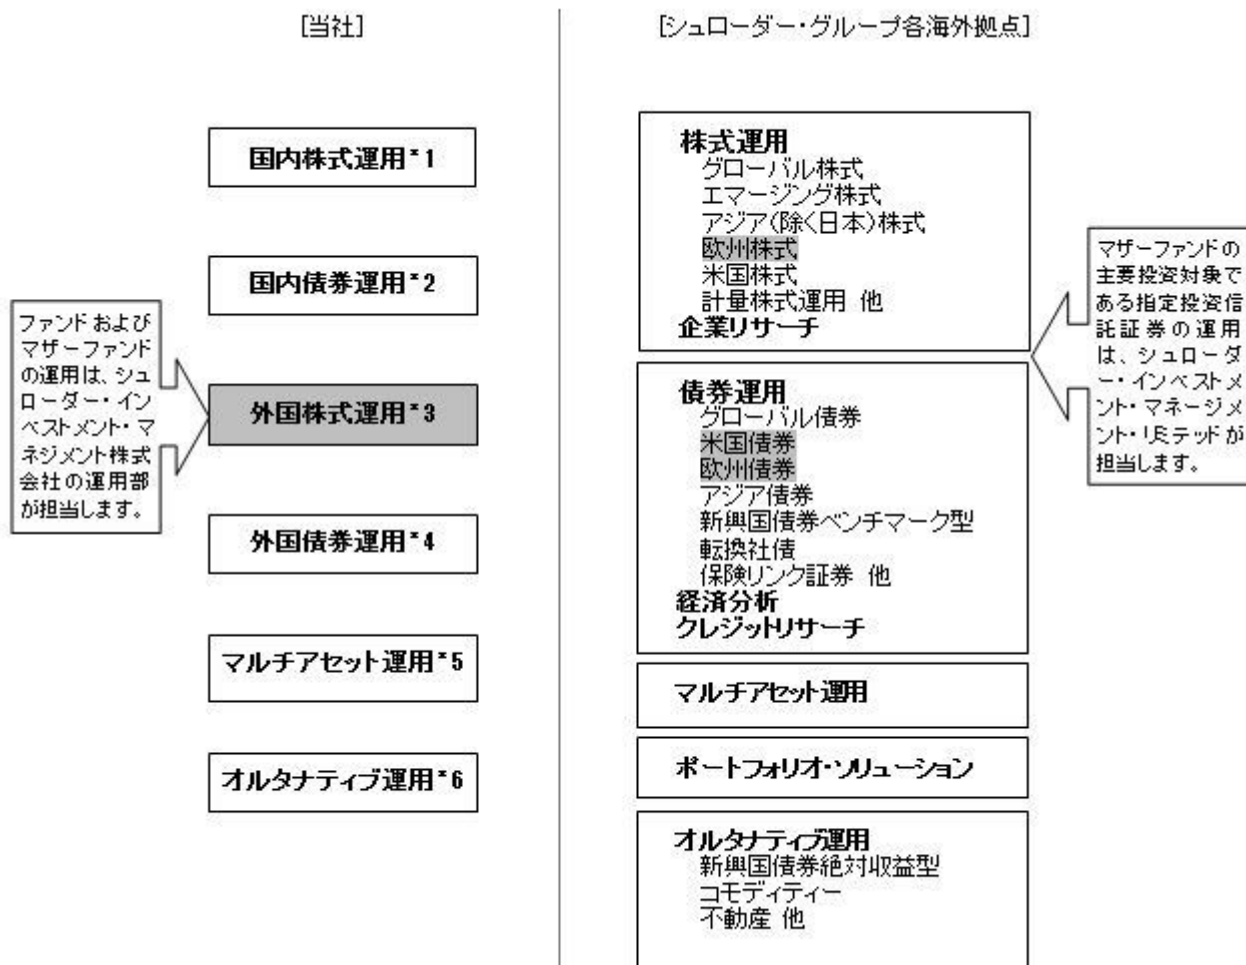 [当社]
[シュローダー・グループ各海外拠点]
国内株式運用*1
国内債券運用*2
ファンドおよび
マザーファンド
の運用は、シュ
ローダー・イン
ベストメント・マ
ネジメント株式
会社の運用部
が担当します。
外国株式運用*3
外国債券運用*4
マルチアセット運用*5
オルタナティブ運用*6
株式運用
グローバル株式
エマージング株式
アジア(除く日本)株式
欧州株式
米国株式
計量株式運用 他
企業リサーチ
債券運用
グローバル債券
米国債券
欧州債券
アジア債券
新興国債券ベンチマーク型
転換社債
保険リンク証券 他
経済分析
クレジットリサーチ
マルチアセット運用
ポートフォリオ・ソリューション
オルタナティブ運用
新興国債券絶対収益型
コモディティー
不動産 他
マザーファンドの
主要投資対象で
ある指定投資信
託証券の運用
は、シュローダ
ー・インベストメ
ント・マネージメ
ント・リミテッドが
担当します。